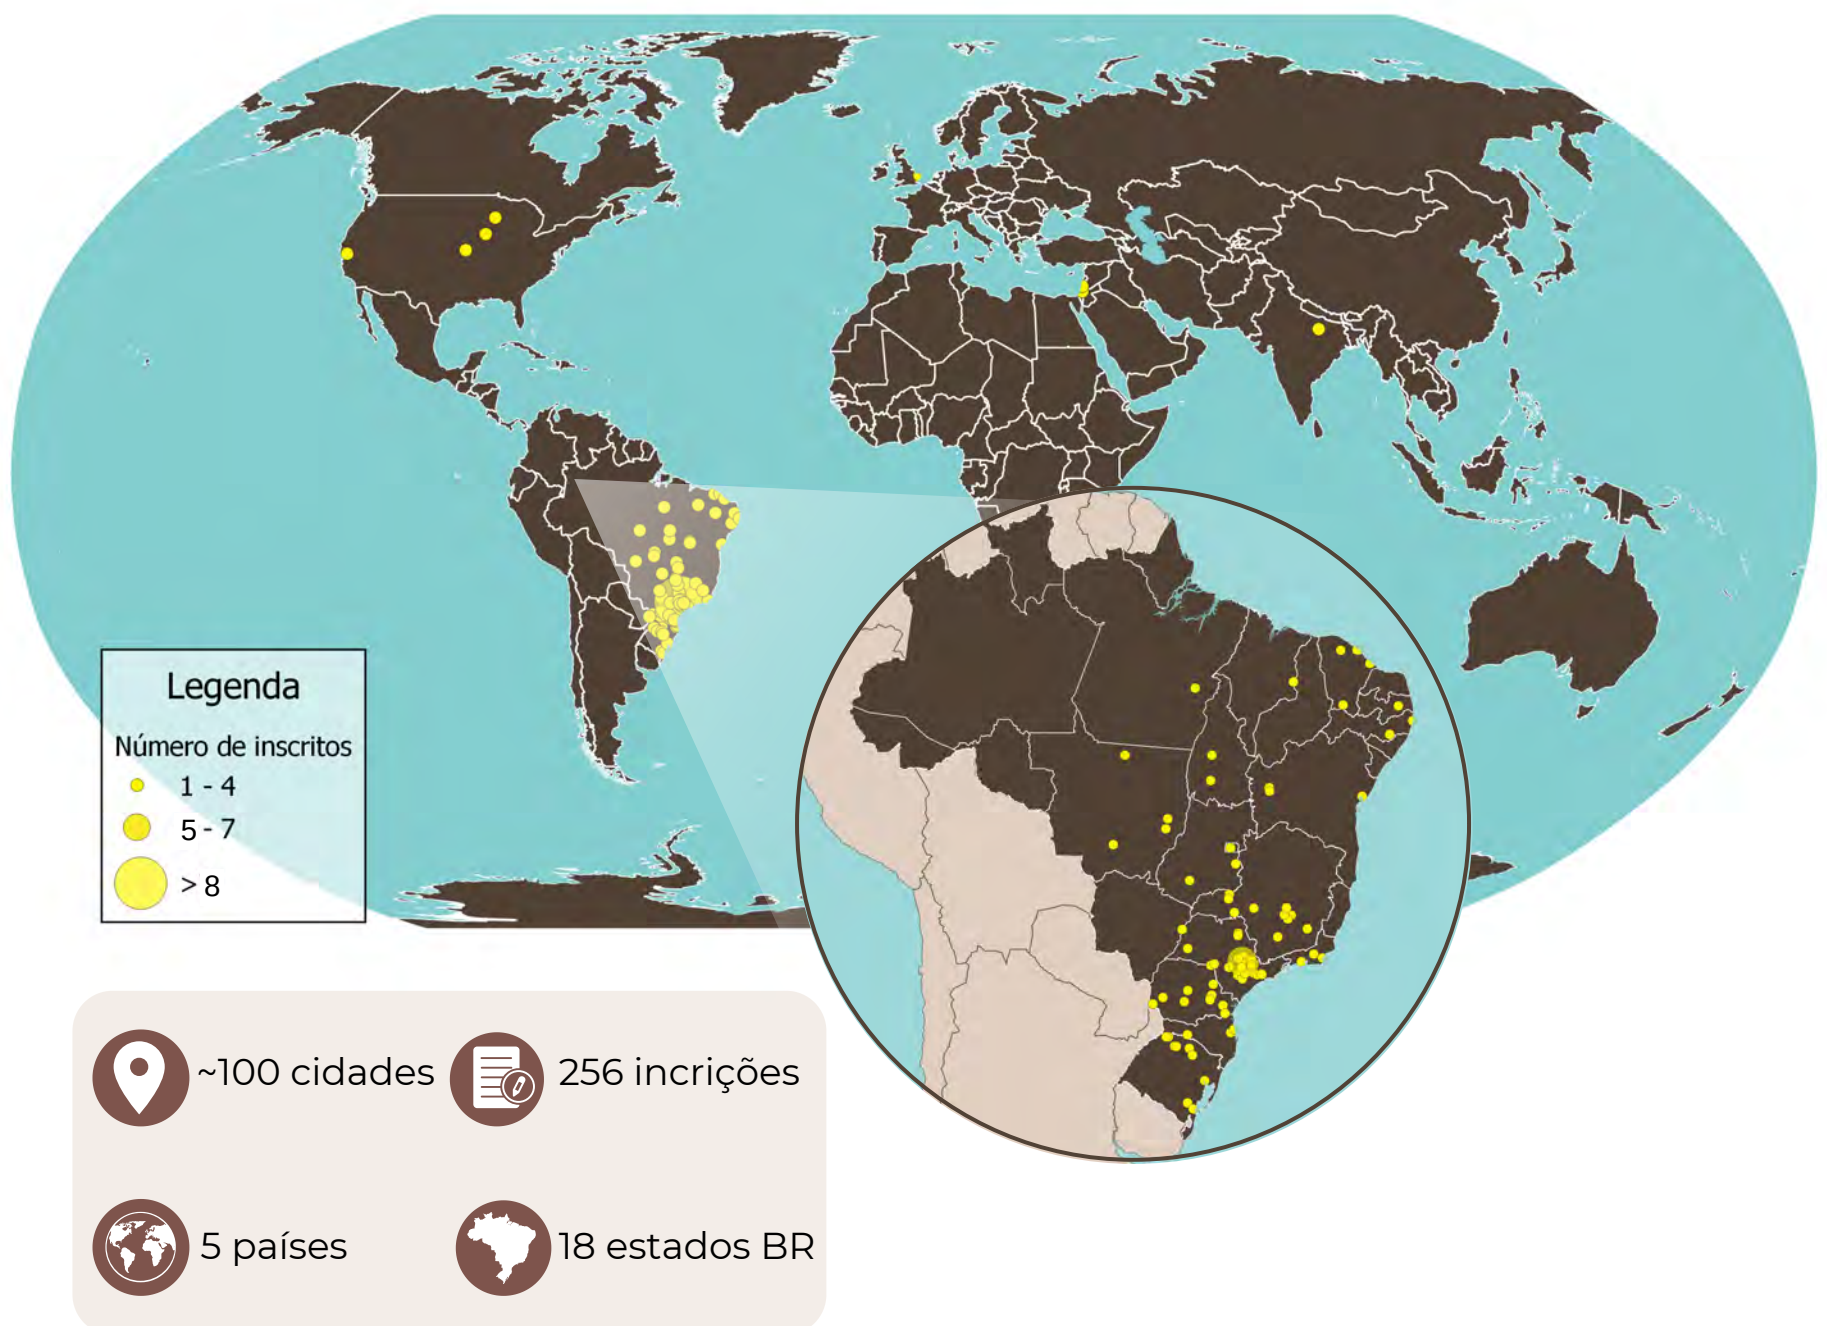 Legenda
Número de inscritos
1 - 4
5 - 7
> 8
~100 cidades
256 incrições
5 países
18 estados BR